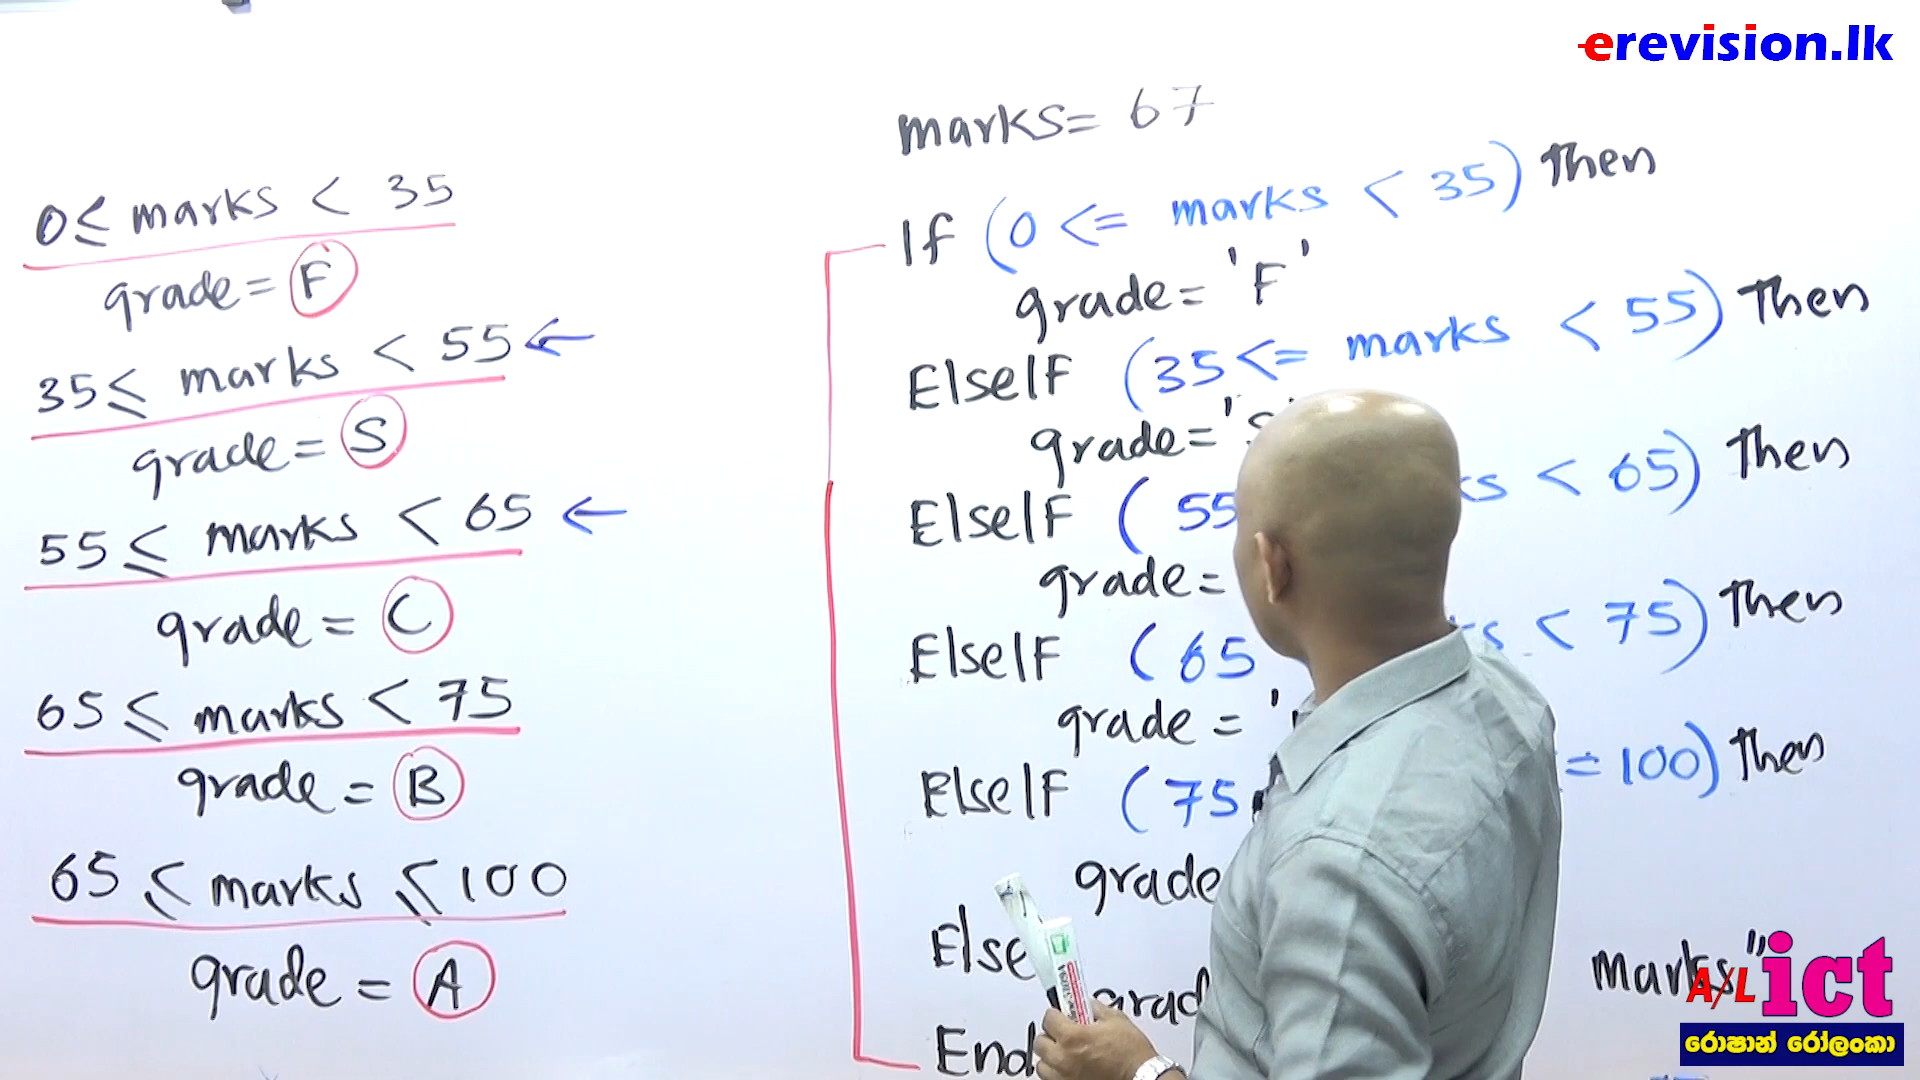 erevision.lk
0≤ marks < 35
grade = F
35≤ marks < 55 ←
grade = S
55≤ marks < 65 ←
grade = C
65 ≤ marks < 75
grade = B
65 ≤ marks ≤ 100
grade = A
marks= 67
If (0 <= marks < 35) Then
grade= 'F'
ElseIF (35<= marks < 55) Then
grade='S'
ElseIF ( 55 < 65) Then
grade=
ElseIF ( 65 < 75) Then
grade = '
ElseIF ( 75 = 100) Then
grade
Else
marks"
End
A/L ict
රොෂාන් රෝලංකා